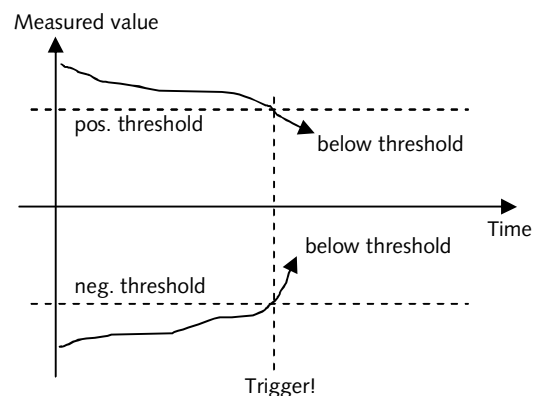 Measured value
pos. threshold
below threshold
Time
below threshold
neg. threshold
Trigger!